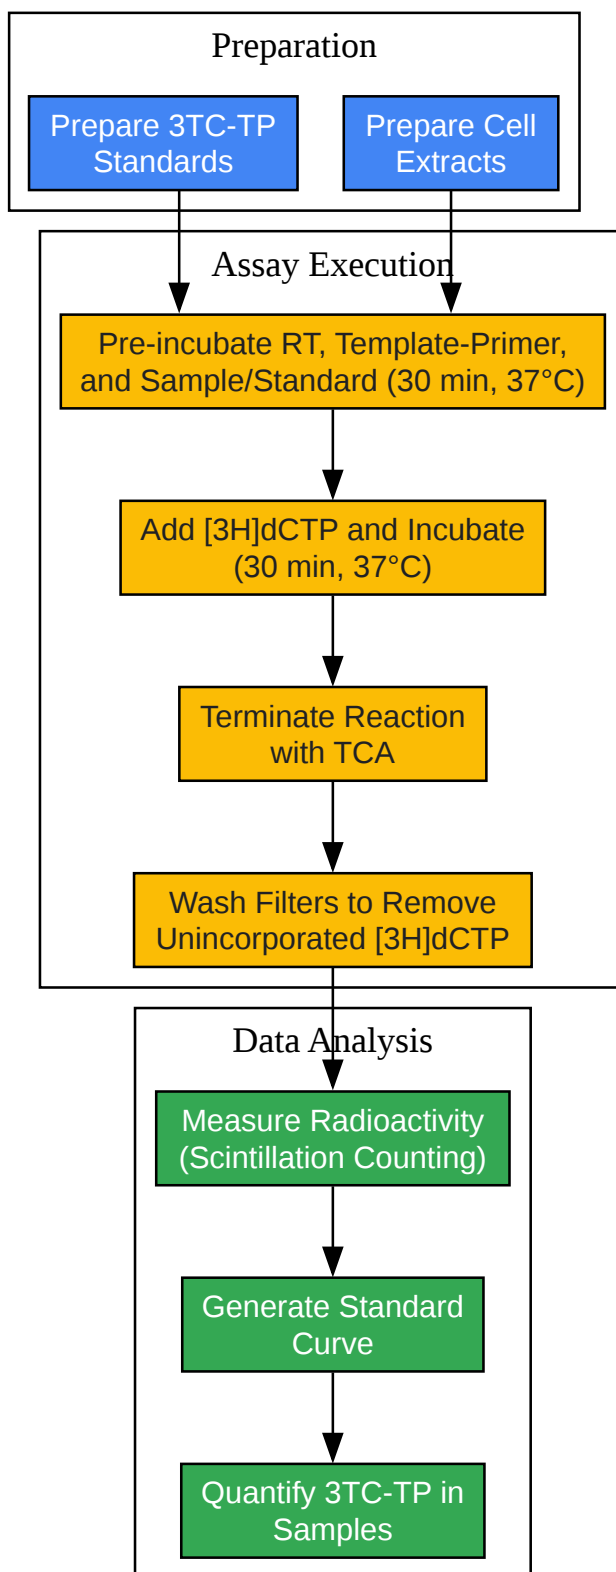 Preparation
Prepare 3TC-TP
Standards
Prepare Cell
Extracts
Assay Execution
Pre-incubate RT, Template-Primer,
and Sample/Standard (30 min, 37°C)
Add [3H]dCTP and Incubate
(30 min, 37°C)
Terminate Reaction
with TCA
Wash Filters to Remove
Unincorporated [3H]dCTP
Data Analysis
Measure Radioactivity
(Scintillation Counting)
Generate Standard
Curve
Quantify 3TC-TP in
Samples